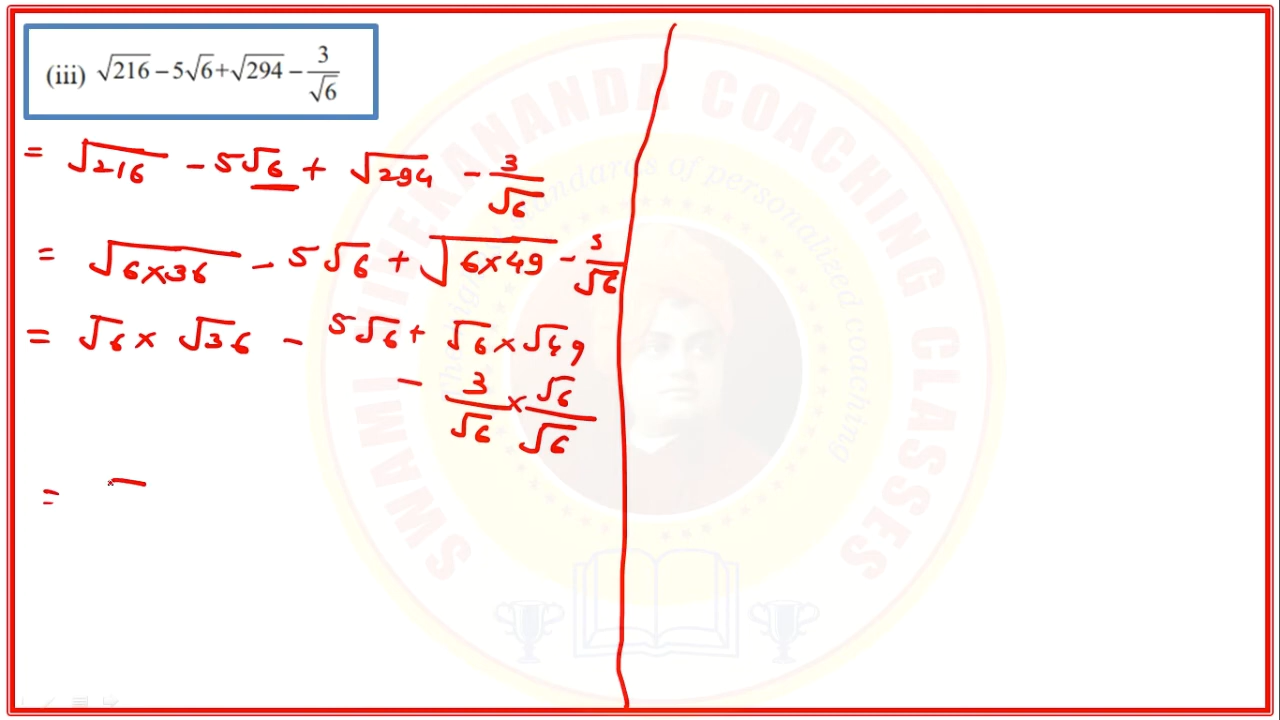 (iii) √216 − 5√6+√294 − 3/√6
= √216 − 5√6 + √294 − 3/√6
= √6×36 − 5√6 + √6×49 − 3/√6
= √6 × √36 − 5√6 + √6 × √49
− 3/√6 × √6/√6
=
SWAMI VIVEKANANDA COACHING CLASSES
standards of personalized coaching